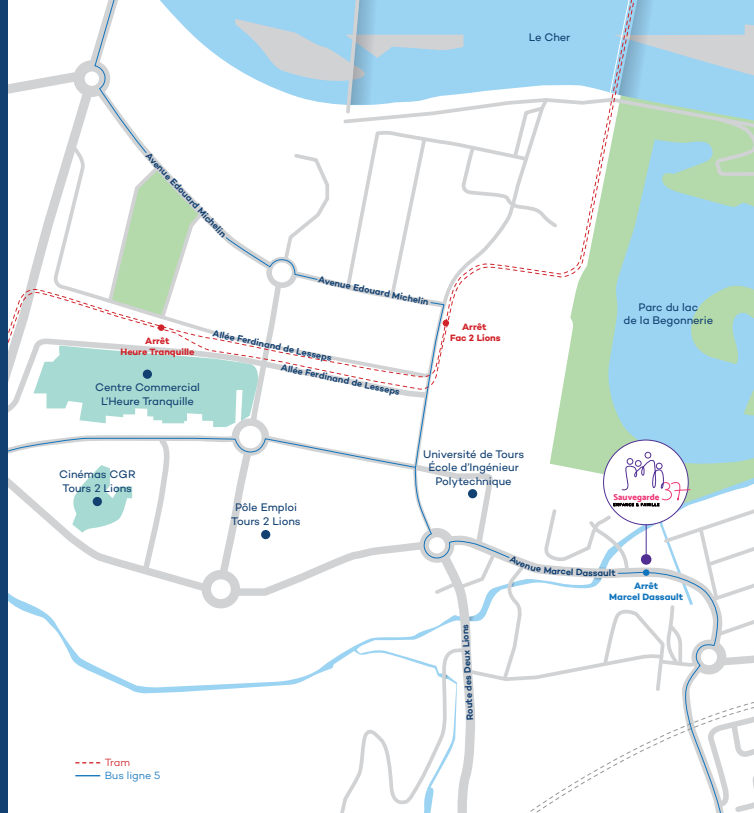 Le Cher
Avenue Edouard Michelin
Avenue Edouard Michelin
Parc du lac
de la Begonnerie
Arrêt
Fac 2 Lions
Arrêt
Heure Tranquille
Allée Ferdinand de Lesseps
Allée Ferdinand de Lesseps
Centre Commercial
L'Heure Tranquille
Université de Tours
École d'Ingénieur
Polytechnique
Cinémas CGR
Tours 2 Lions
Pôle Emploi
Tours 2 Lions
Sauvegarde 37
ENFANCE & FAMILLE
Avenue Marcel Dassault
Arrêt
Marcel Dassault
Route des Deux Lions
Tram
Bus ligne 5